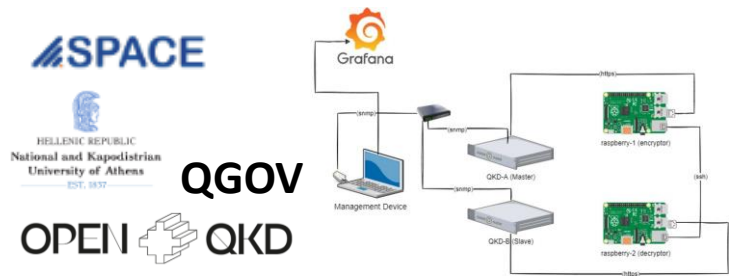 SPACE
HELLENIC REPUBLIC
National and Kapodistrian
University of Athens
EST. 1837
QGOV
OPEN QKD
Grafana
(https)
(snmp)
(snmp)
raspberry-1 (encryptor)
QKD-A (Master)
(snmp)
(ssh)
Management Device
QKD-B (Slave)
raspberry-2 (decryptor)
(https)